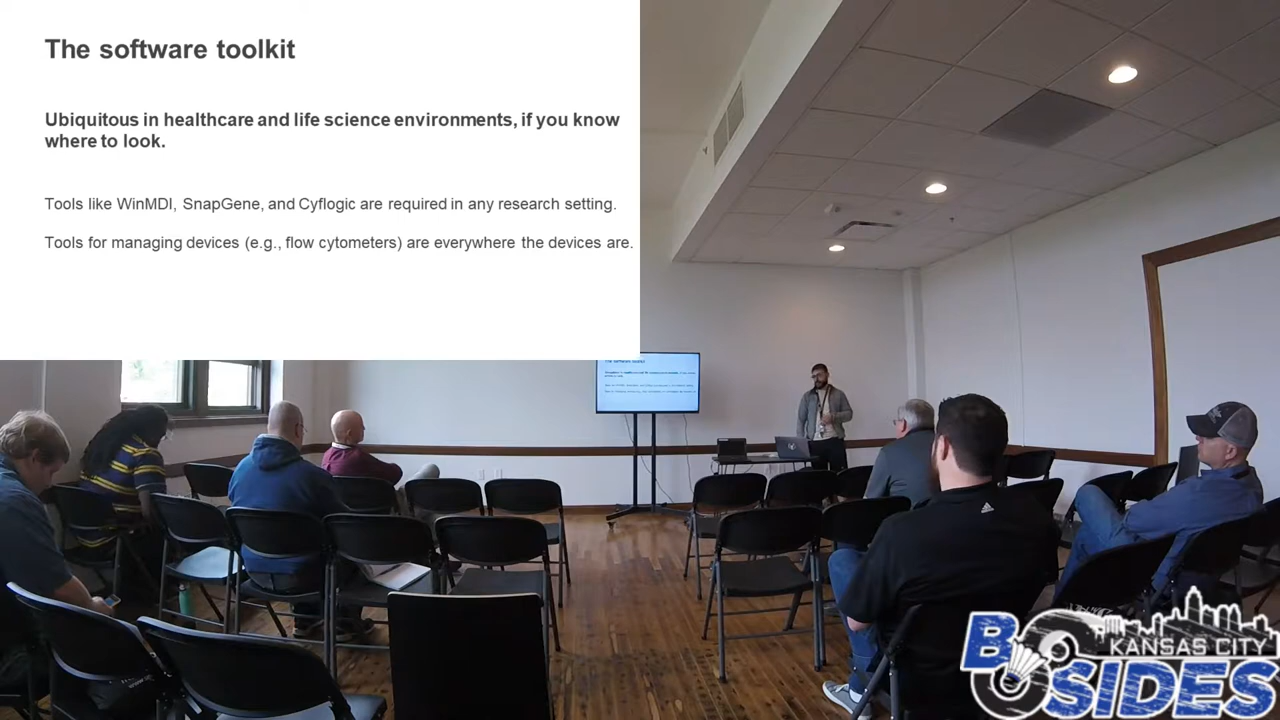 The software toolkit
Ubiquitous in healthcare and life science environments, if you know
where to look.
Tools like WinMDI, SnapGene, and Cyflogic are required in any research setting.
Tools for managing devices (e.g., flow cytometers) are everywhere the devices are.
KANSAS CITY
BSIDES